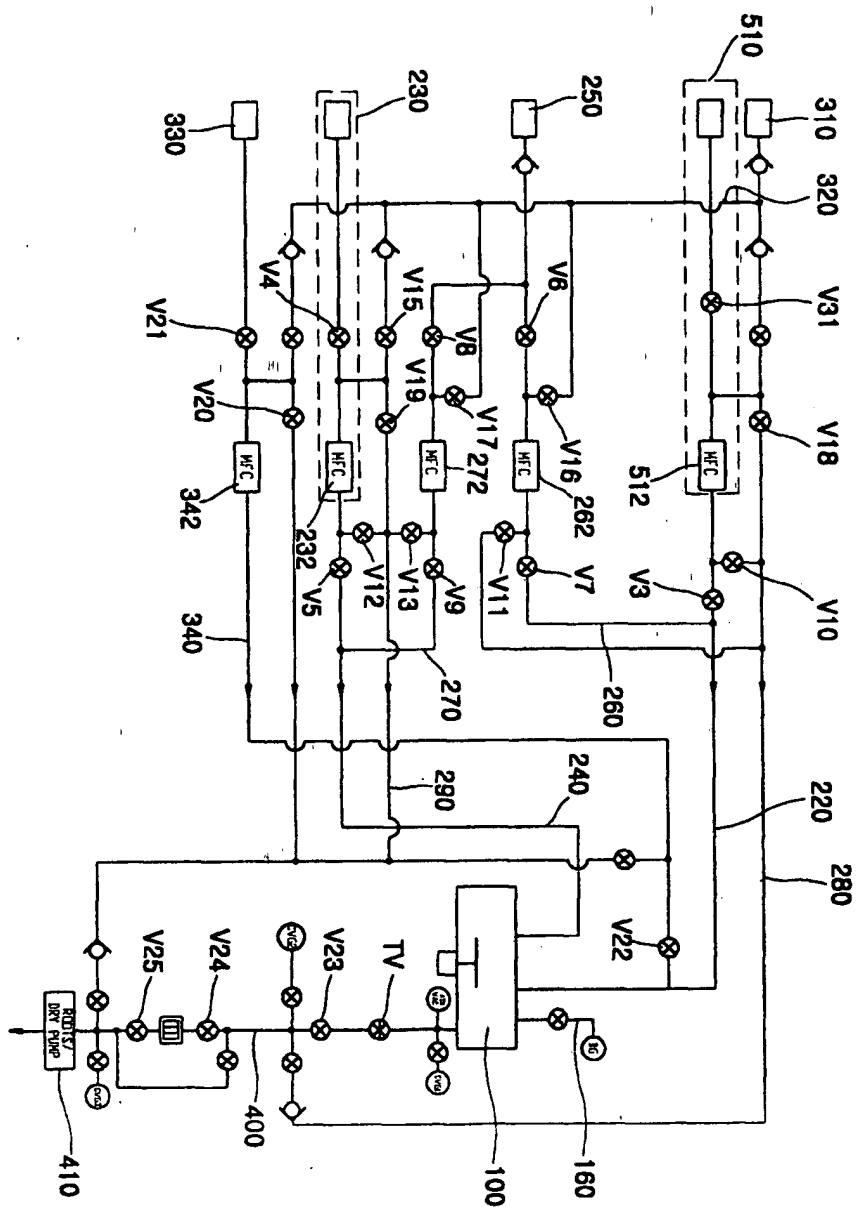 510
310
320
V31
V18
512
V3
V10
250
V6
V16
MFC
262
V7
V11
260
220
280
230
V4
V15
V8
V17
V19
MFC
272
MFC
232
V9
V13
V12
V5
270
290
240
330
V21
V20
MFC
342
340
MFC
V22
TV
V23
V24
V25
ROOTS/
DRY PUMP
410
400
100
160